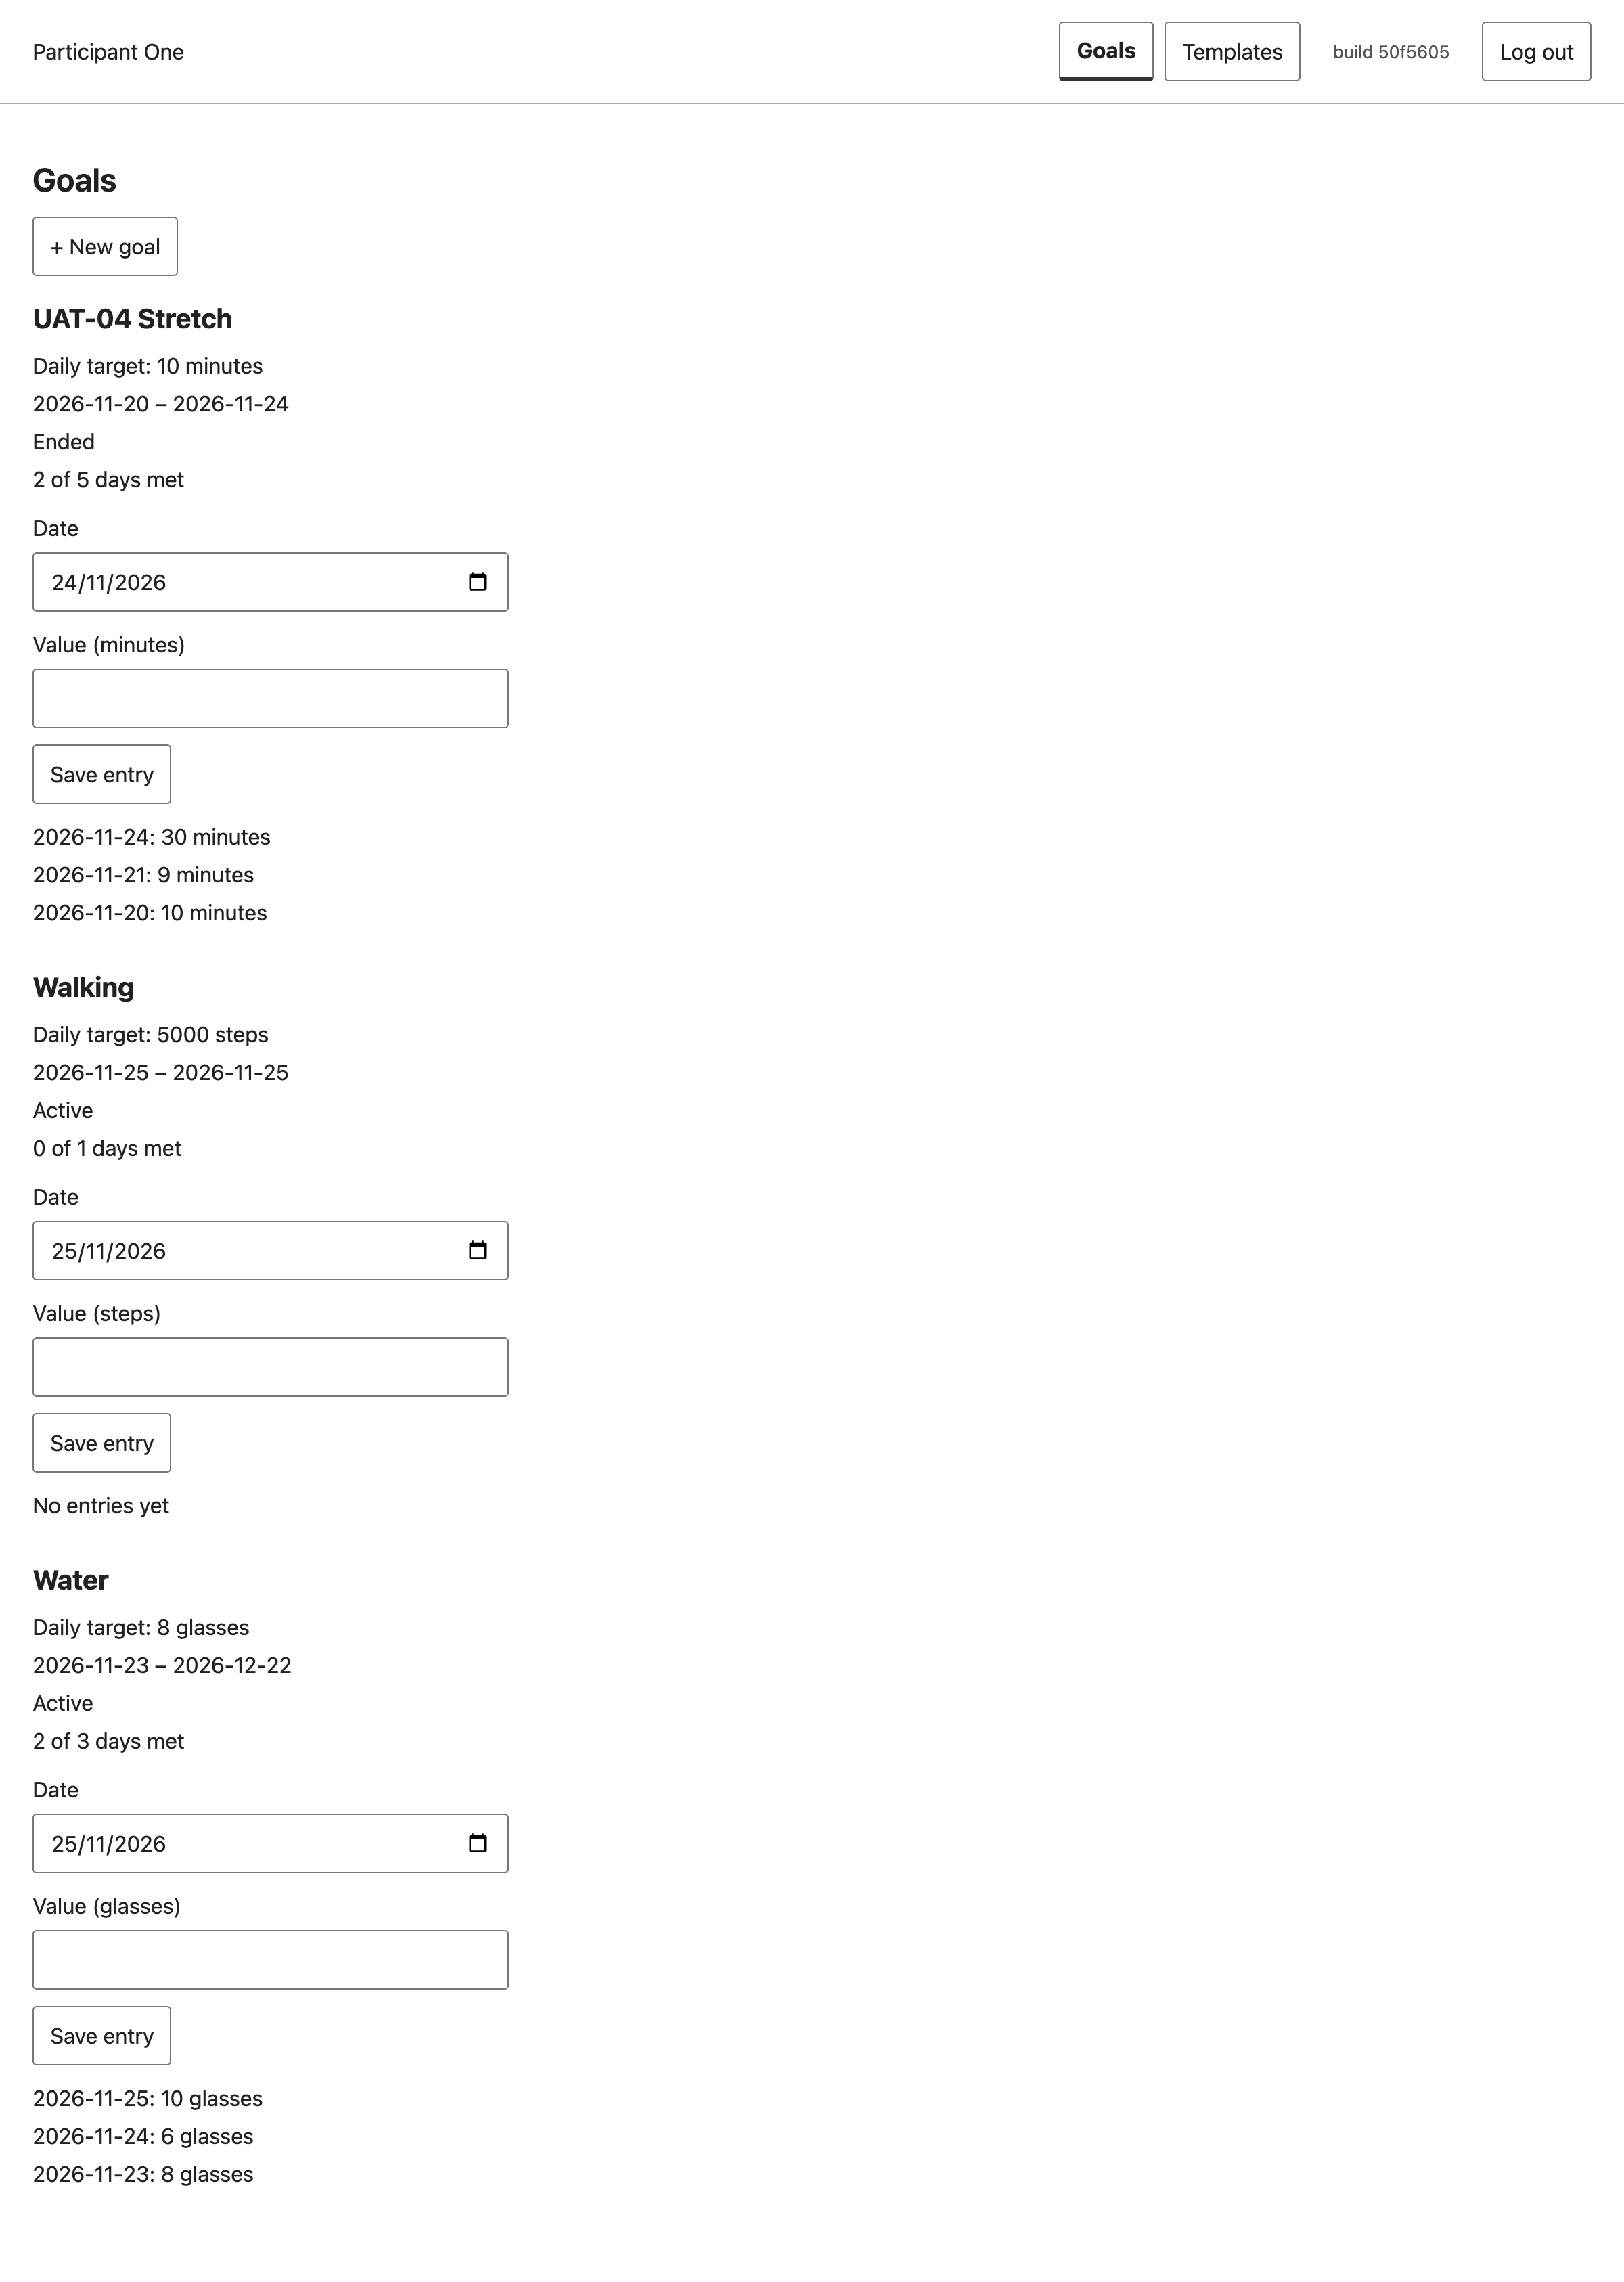 Participant One
Goals
Templates
build 50f5605
Log out
Goals
+ New goal
UAT-04 Stretch
Daily target: 10 minutes
2026-11-20 – 2026-11-24
Ended
2 of 5 days met
Date
24/11/2026
Value (minutes)
Save entry
2026-11-24: 30 minutes
2026-11-21: 9 minutes
2026-11-20: 10 minutes
Walking
Daily target: 5000 steps
2026-11-25 – 2026-11-25
Active
0 of 1 days met
Date
25/11/2026
Value (steps)
Save entry
No entries yet
Water
Daily target: 8 glasses
2026-11-23 – 2026-12-22
Active
2 of 3 days met
Date
25/11/2026
Value (glasses)
Save entry
2026-11-25: 10 glasses
2026-11-24: 6 glasses
2026-11-23: 8 glasses